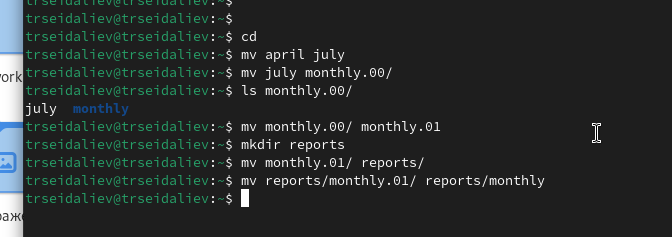 trseidaliev@trseidaliev:~$
trseidaliev@trseidaliev:~$
trseidaliev@trseidaliev:~$ cd
trseidaliev@trseidaliev:~$ mv april july
trseidaliev@trseidaliev:~$ mv july monthly.00/
work
trseidaliev@trseidaliev:~$ ls monthly.00/
july monthly
trseidaliev@trseidaliev:~$ mv monthly.00/ monthly.01
trseidaliev@trseidaliev:~$ mkdir reports
trseidaliev@trseidaliev:~$ mv monthly.01/ reports/
trseidaliev@trseidaliev:~$ mv reports/monthly.01/ reports/monthly
trseidaliev@trseidaliev:~$